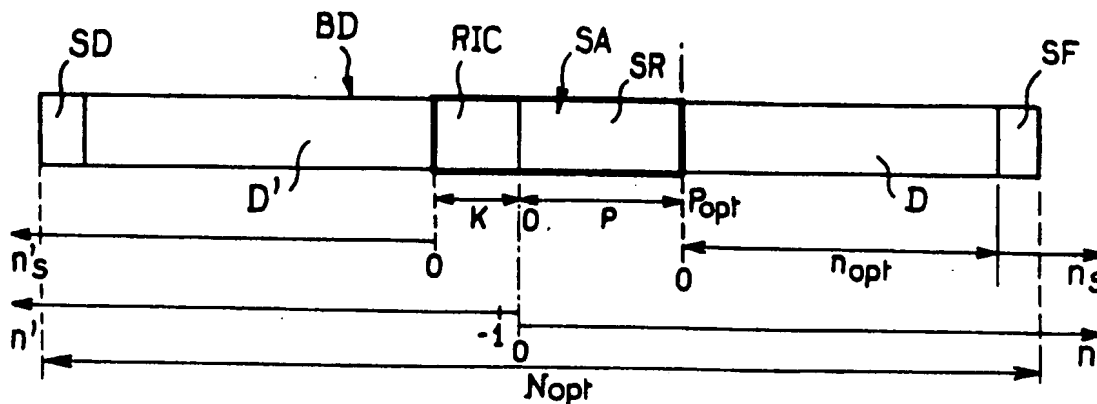 SD BD RIC SA SR SF
D' D
K 0 P Popt
n's 0 0 nopt ns
n' -1 0 n
Nopt